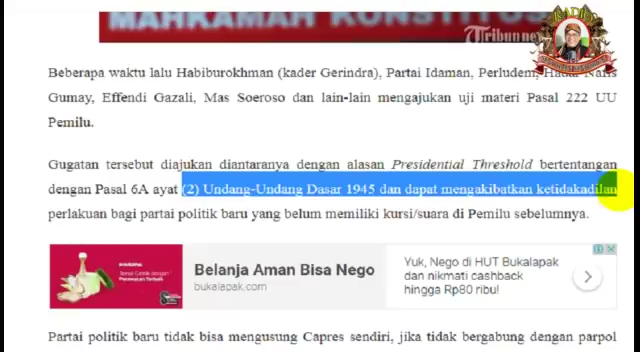 MAHKAMAH KONSTITUSI
Tribunnews
Beberapa waktu lalu Habiburokhman (kader Gerindra), Partai Idaman, Perludem, Hadar Nafis
Gumay, Effendi Gazali, Mas Soeroso dan lain-lain mengajukan uji materi Pasal 222 UU
Pemilu.
Gugatan tersebut diajukan diantaranya dengan alasan Presidential Threshold bertentangan
dengan Pasal 6A ayat (2) Undang-Undang Dasar 1945 dan dapat mengakibatkan ketidakadilan
perlakuan bagi partai politik baru yang belum memiliki kursi/suara di Pemilu sebelumnya.
Belanja Aman Bisa Nego
bukalapak.com
Yuk, Nego di HUT Bukalapak
dan nikmati cashback
hingga Rp80 ribu!
Partai politik baru tidak bisa mengusung Capres sendiri, jika tidak bergabung dengan parpol